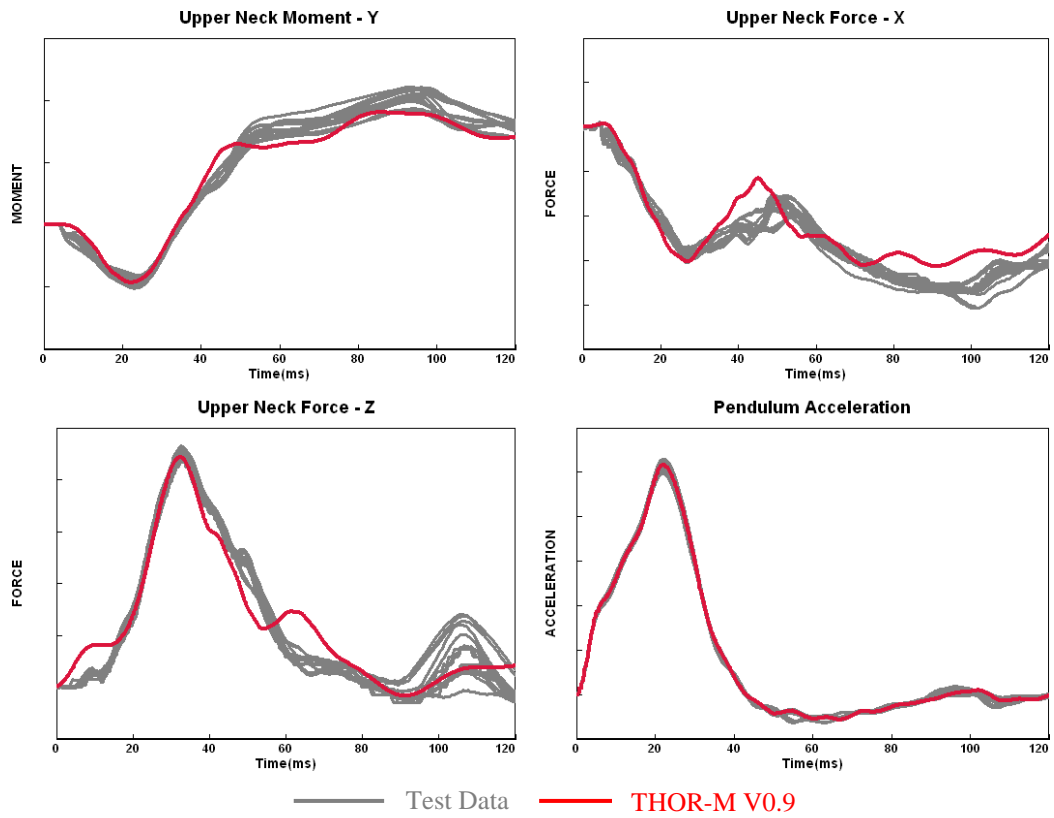 Upper Neck Moment - Y
MOMENT
0 20 40 60 80 100 120
Time(ms)
Upper Neck Force - X
FORCE
0 20 40 60 80 100 120
Time(ms)
Upper Neck Force - Z
FORCE
0 20 40 60 80 100 120
Time(ms)
Pendulum Acceleration
ACCELERATION
0 20 40 60 80 100 120
Time(ms)
Test Data THOR-M V0.9